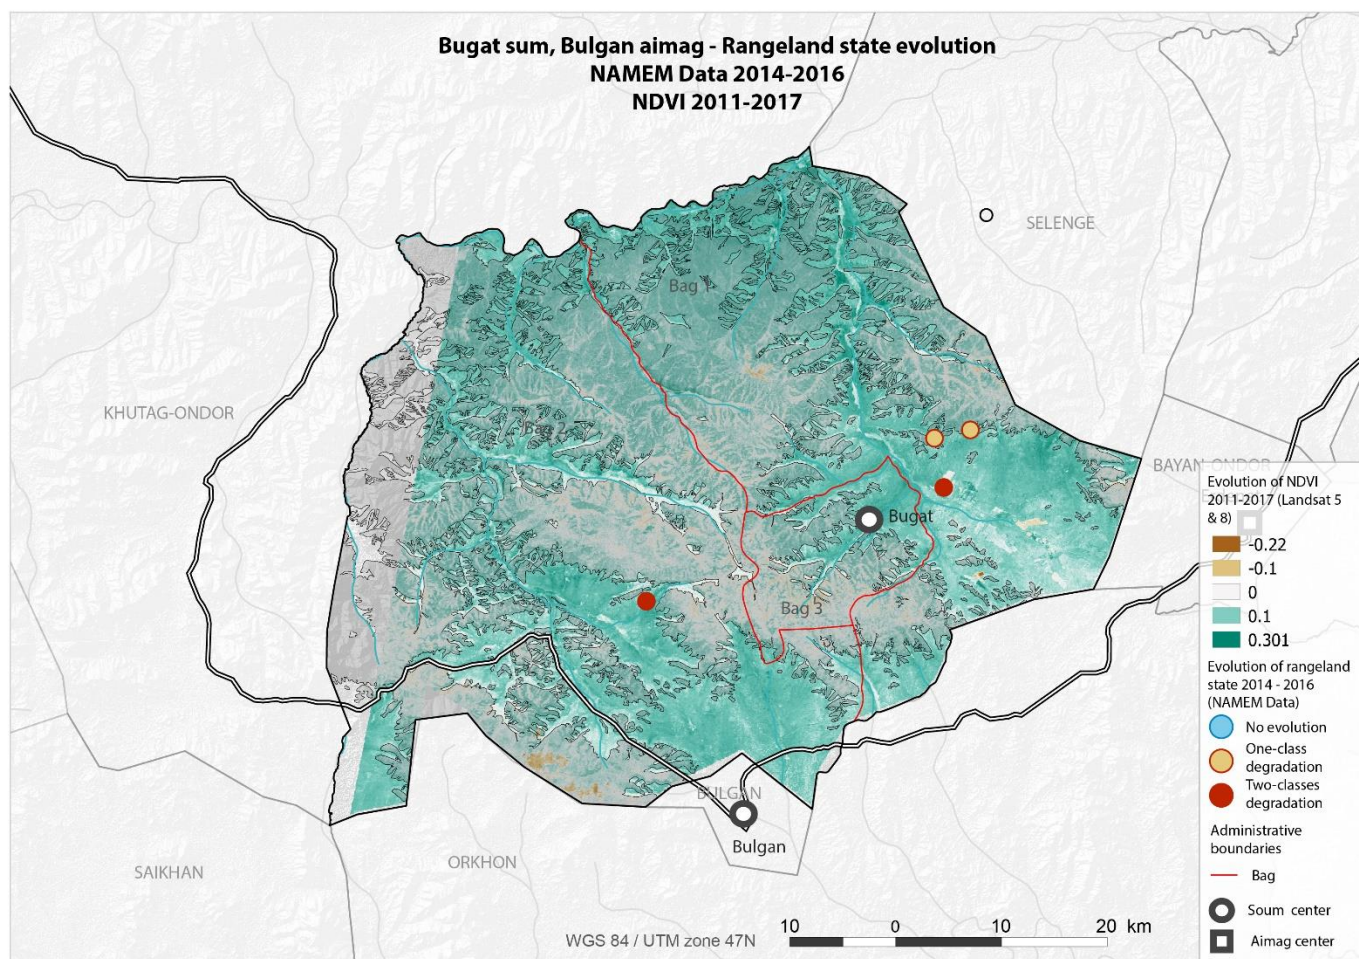 Bugat sum, Bulgan aimag - Rangeland state evolution
NAMEM Data 2014-2016
NDVI 2011-2017
SELENGE
Bag 1
KHUTAG-ONDOR
Bag 2
BAYAN-ONDOR
Bugat
Bag 3
BULGAN
Bulgan
ORKHON
SAIKHAN
Evolution of NDVI
2011-2017 (Landsat 5
& 8)
-0.22
-0.1
0
0.1
0.301
Evolution of rangeland
state 2014 - 2016
(NAMEM Data)
No evolution
One-class
degradation
Two-classes
degradation
Administrative
boundaries
Bag
Soum center
Aimag center
WGS 84 / UTM zone 47N
10 0 10 20 km